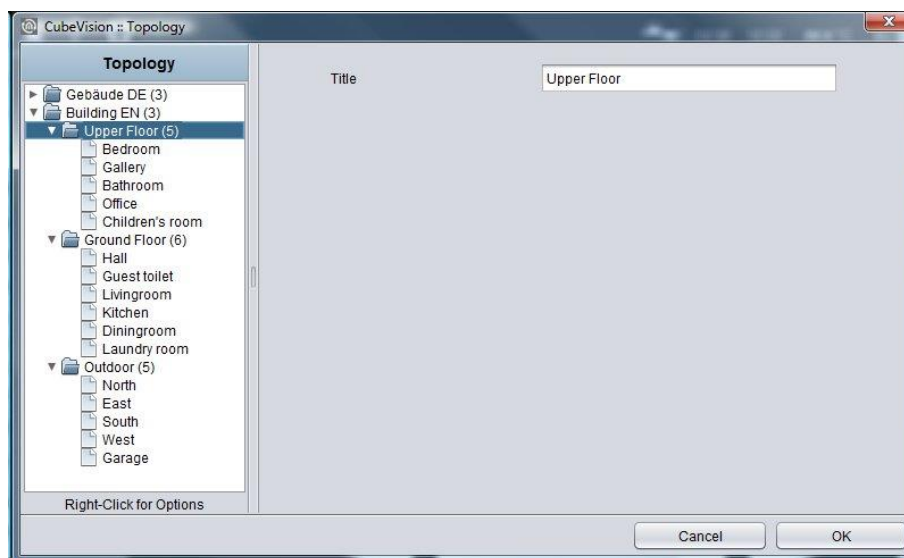 CubeVision :: Topology
Topology
Gebäude DE (3)
Building EN (3)
Upper Floor (5)
Bedroom
Gallery
Bathroom
Office
Children's room
Ground Floor (6)
Hall
Guest toilet
Livingroom
Kitchen
Diningroom
Laundry room
Outdoor (5)
North
East
South
West
Garage
Right-Click for Options
Title
Upper Floor
Cancel
OK